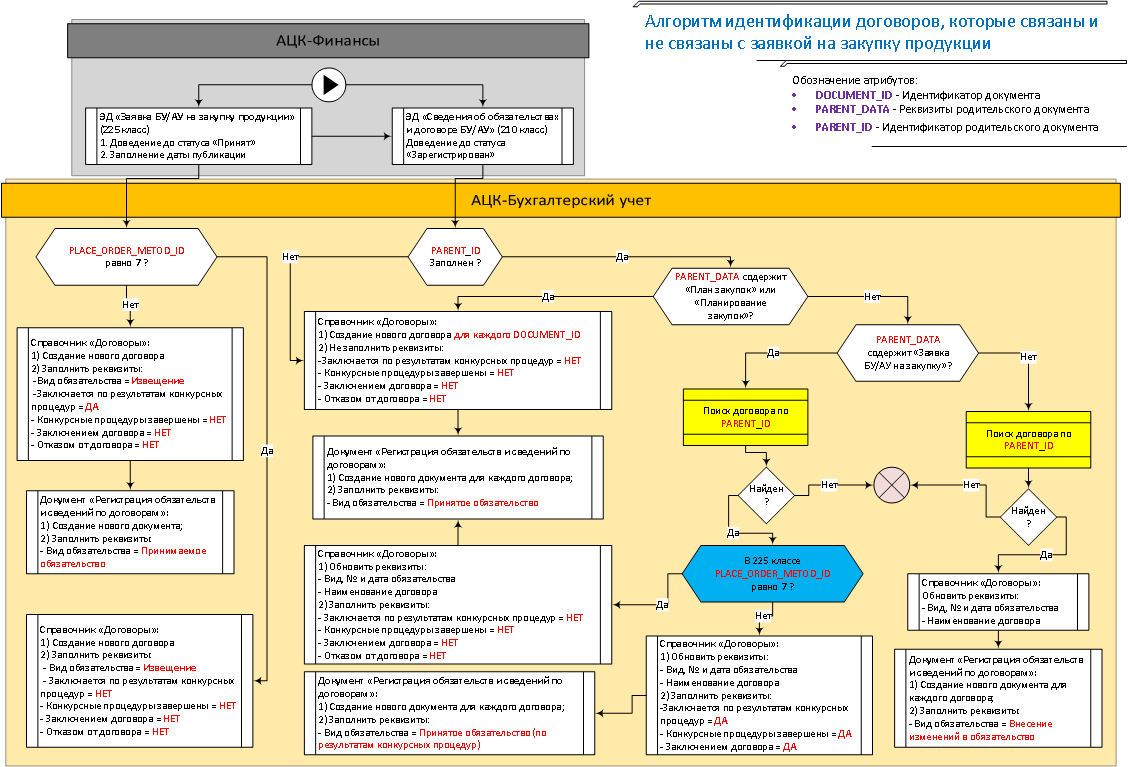 Алгоритм идентификации договоров, которые связаны и
не связаны с заявкой на закупку продукции
Обозначение атрибутов:
• DOCUMENT_ID - Идентификатор документа
• PARENT_DATA - Реквизиты родительского документа
• PARENT_ID - Идентификатор родительского документа
АЦК-Финансы
ЭД «Заявка БУ/АУ на закупку продукции»
(225 класс)
1. Доведение до статуса «Принят»
2. Заполнение даты публикации
ЭД «Сведения об обязательствах
и договоре БУ/АУ» (210 класс)
Доведение до статуса
«Зарегистрирован»
АЦК-Бухгалтерский учет
PLACE_ORDER_METOD_ID
равно 7 ?
Нет
Да
Справочник «Договоры»:
1) Создание нового договора
2) Заполнить реквизиты:
-Вид обязательства = Извещение
-Заключается по результатам конкурсных
процедур = ДА
- Конкурсные процедуры завершены = НЕТ
- Заключением договора = НЕТ
- Отказом от договора = НЕТ
Документ «Регистрация обязательств
и сведений по договорам»:
1) Создание нового документа;
2) Заполнить реквизиты:
- Вид обязательства = Принимаемое
обязательство
Справочник «Договоры»:
1) Создание нового договора
2) Заполнить реквизиты:
- Вид обязательства = Извещение
- Заключается по результатам конкурсных
процедур = НЕТ
- Конкурсные процедуры завершены = НЕТ
- Заключением договора = НЕТ
- Отказом от договора = НЕТ
PARENT_ID
Заполнен ?
Нет
Да
PARENT_DATA содержит
«План закупок» или
«Планирование
закупок»?
Да
Нет
Справочник «Договоры»:
1) Создание нового договора для каждого DOCUMENT_ID
2) Не заполнить реквизиты:
-Заключается по результатам конкурсных процедур = НЕТ
- Конкурсные процедуры завершены = НЕТ
- Заключением договора = НЕТ
- Отказом от договора = НЕТ
Документ «Регистрация обязательств и сведений по
договорам»:
1) Создание нового документа для каждого договора;
2) Заполнить реквизиты:
- Вид обязательства = Принятое обязательство
Справочник «Договоры»:
1) Обновить реквизиты:
- Вид, № и дата обязательства
- Наименование договора
2)Заполнить реквизиты:
- Заключается по результатам конкурсных процедур = НЕТ
- Конкурсные процедуры завершены = НЕТ
- Заключением договора = НЕТ
- Отказом от договора = НЕТ
Документ «Регистрация обязательств и сведений по
договорам»:
1) Создание нового документа для каждого договора;
2)Заполнить реквизиты:
- Вид обязательства = Принятое обязательство (по
результатам конкурсных процедур)
PARENT_DATA
содержит «Заявка
БУ/АУ на закупку»?
Да
Нет
Поиск договора по
PARENT_ID
Найден
?
Нет
Да
В 225 классе
PLACE_ORDER_METOD_ID
равно 7 ?
Да
Нет
Справочник «Договоры»:
1) Обновить реквизиты:
- Вид, № и дата обязательства
- Наименование договора
2)Заполнить реквизиты:
-Заключается по результатам конкурсных
процедур = ДА
- Конкурсные процедуры завершены = ДА
- Заключением договора = ДА
Поиск договора по
PARENT_ID
Найден
?
Нет
Да
Справочник «Договоры»:
Обновить реквизиты:
- Вид, № и дата обязательства
- Наименование договора
Документ «Регистрация обязательств
и сведений по договорам»:
1) Создание нового документа для
каждого договора;
2) Заполнить реквизиты:
- Вид обязательства = Внесение
изменений в обязательство